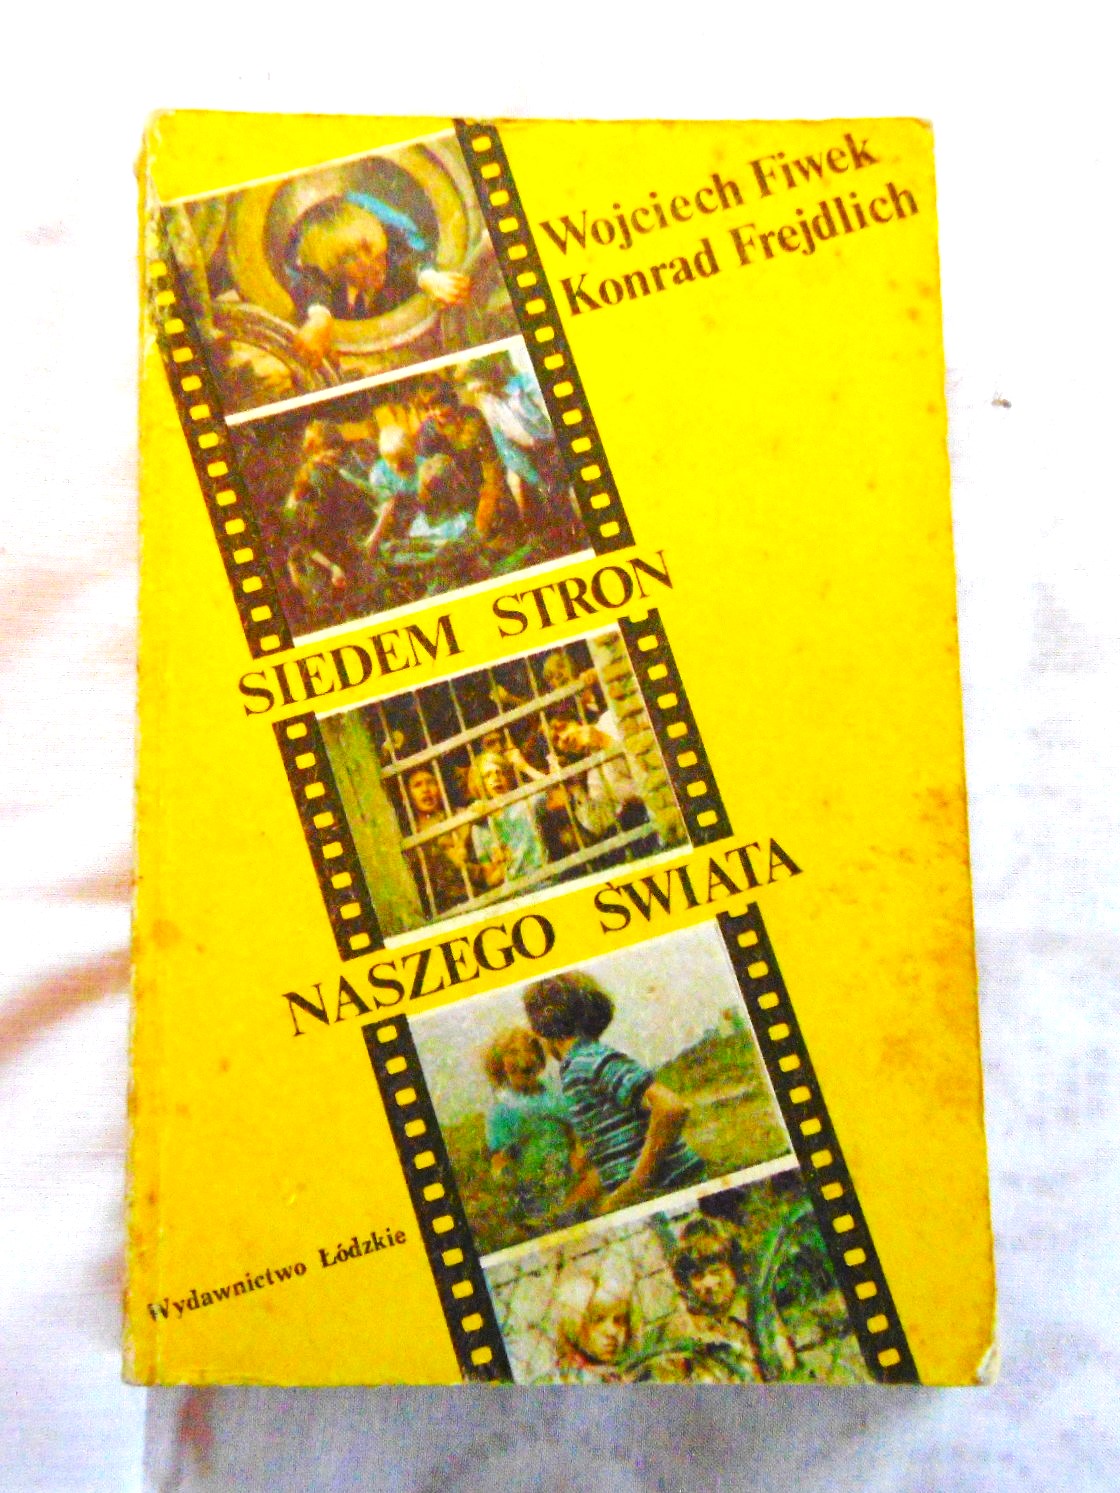 Wojciech Fiwek
Konrad Frejdlich
SIEDEM STRON
NASZEGO ŚWIATA
Wydawnictwo Łódzkie